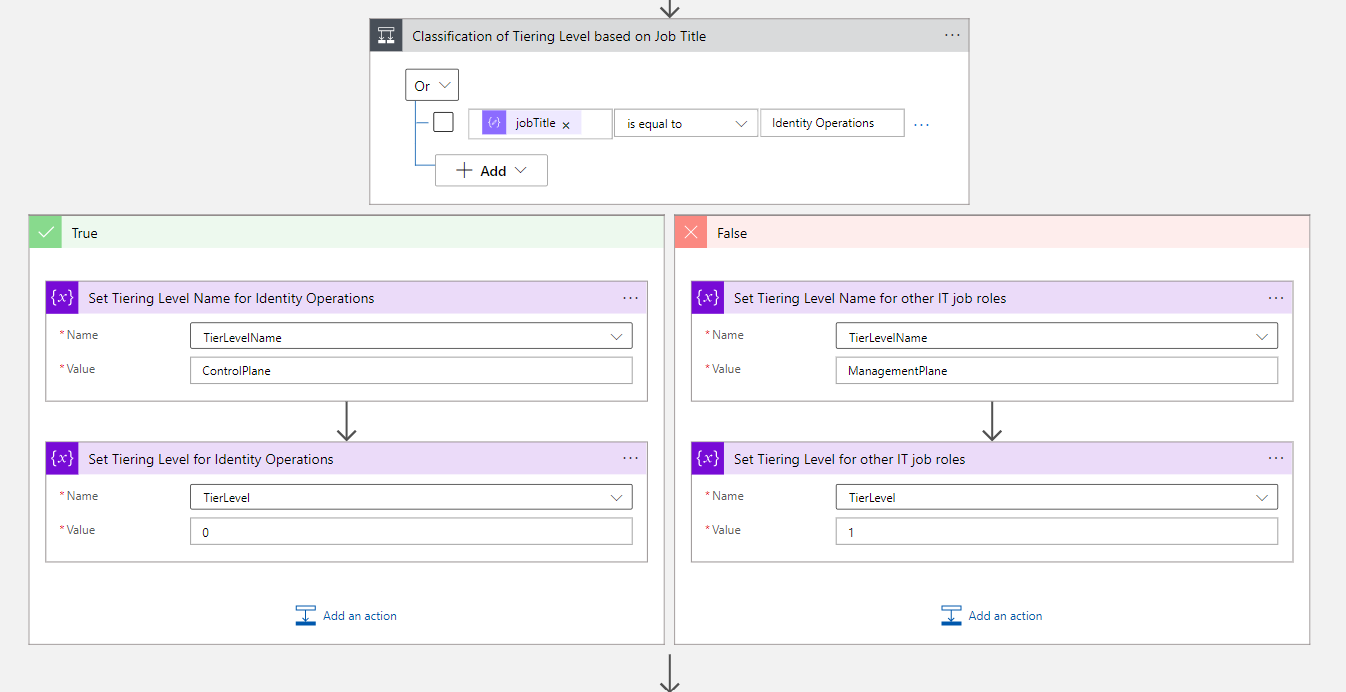 Classification of Tiering Level based on Job Title
Or
jobTitle is equal to Identity Operations
Add
True
Set Tiering Level Name for Identity Operations
* Name TierLevelName
* Value ControlPlane
Set Tiering Level for Identity Operations
* Name TierLevel
* Value 0
Add an action
False
Set Tiering Level Name for other IT job roles
* Name TierLevelName
* Value ManagementPlane
Set Tiering Level for other IT job roles
* Name TierLevel
* Value 1
Add an action